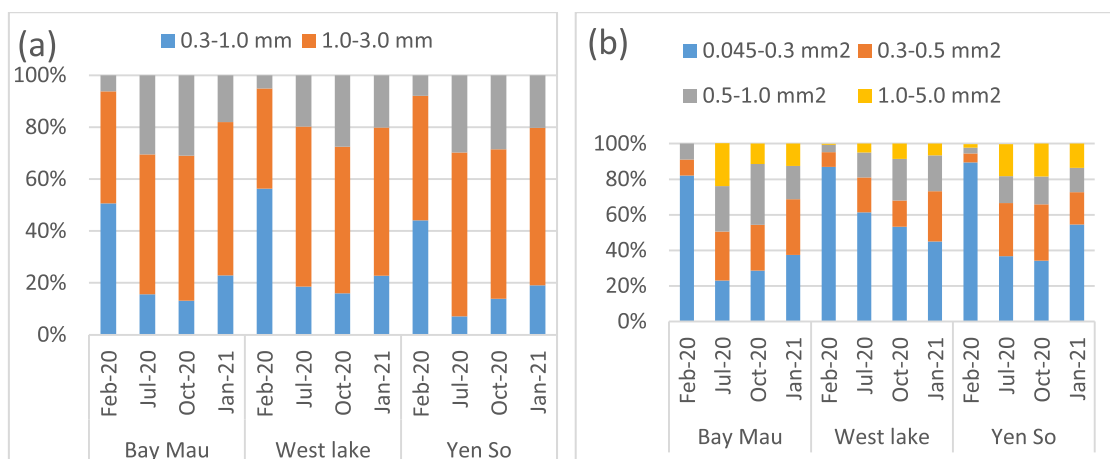 (a)
0.3-1.0 mm 1.0-3.0 mm
100%
80%
60%
40%
20%
0%
Feb-20 Jul-20 Oct-20 Jan-21 Feb-20 Jul-20 Oct-20 Jan-21 Feb-20 Jul-20 Oct-20 Jan-21
Bay Mau West lake Yen So
(b)
0.045-0.3 mm2 0.3-0.5 mm2
0.5-1.0 mm2 1.0-5.0 mm2
100%
80%
60%
40%
20%
0%
Feb-20 Jul-20 Oct-20 Jan-21 Feb-20 Jul-20 Oct-20 Jan-21 Feb-20 Jul-20 Oct-20 Jan-21
Bay Mau West lake Yen So